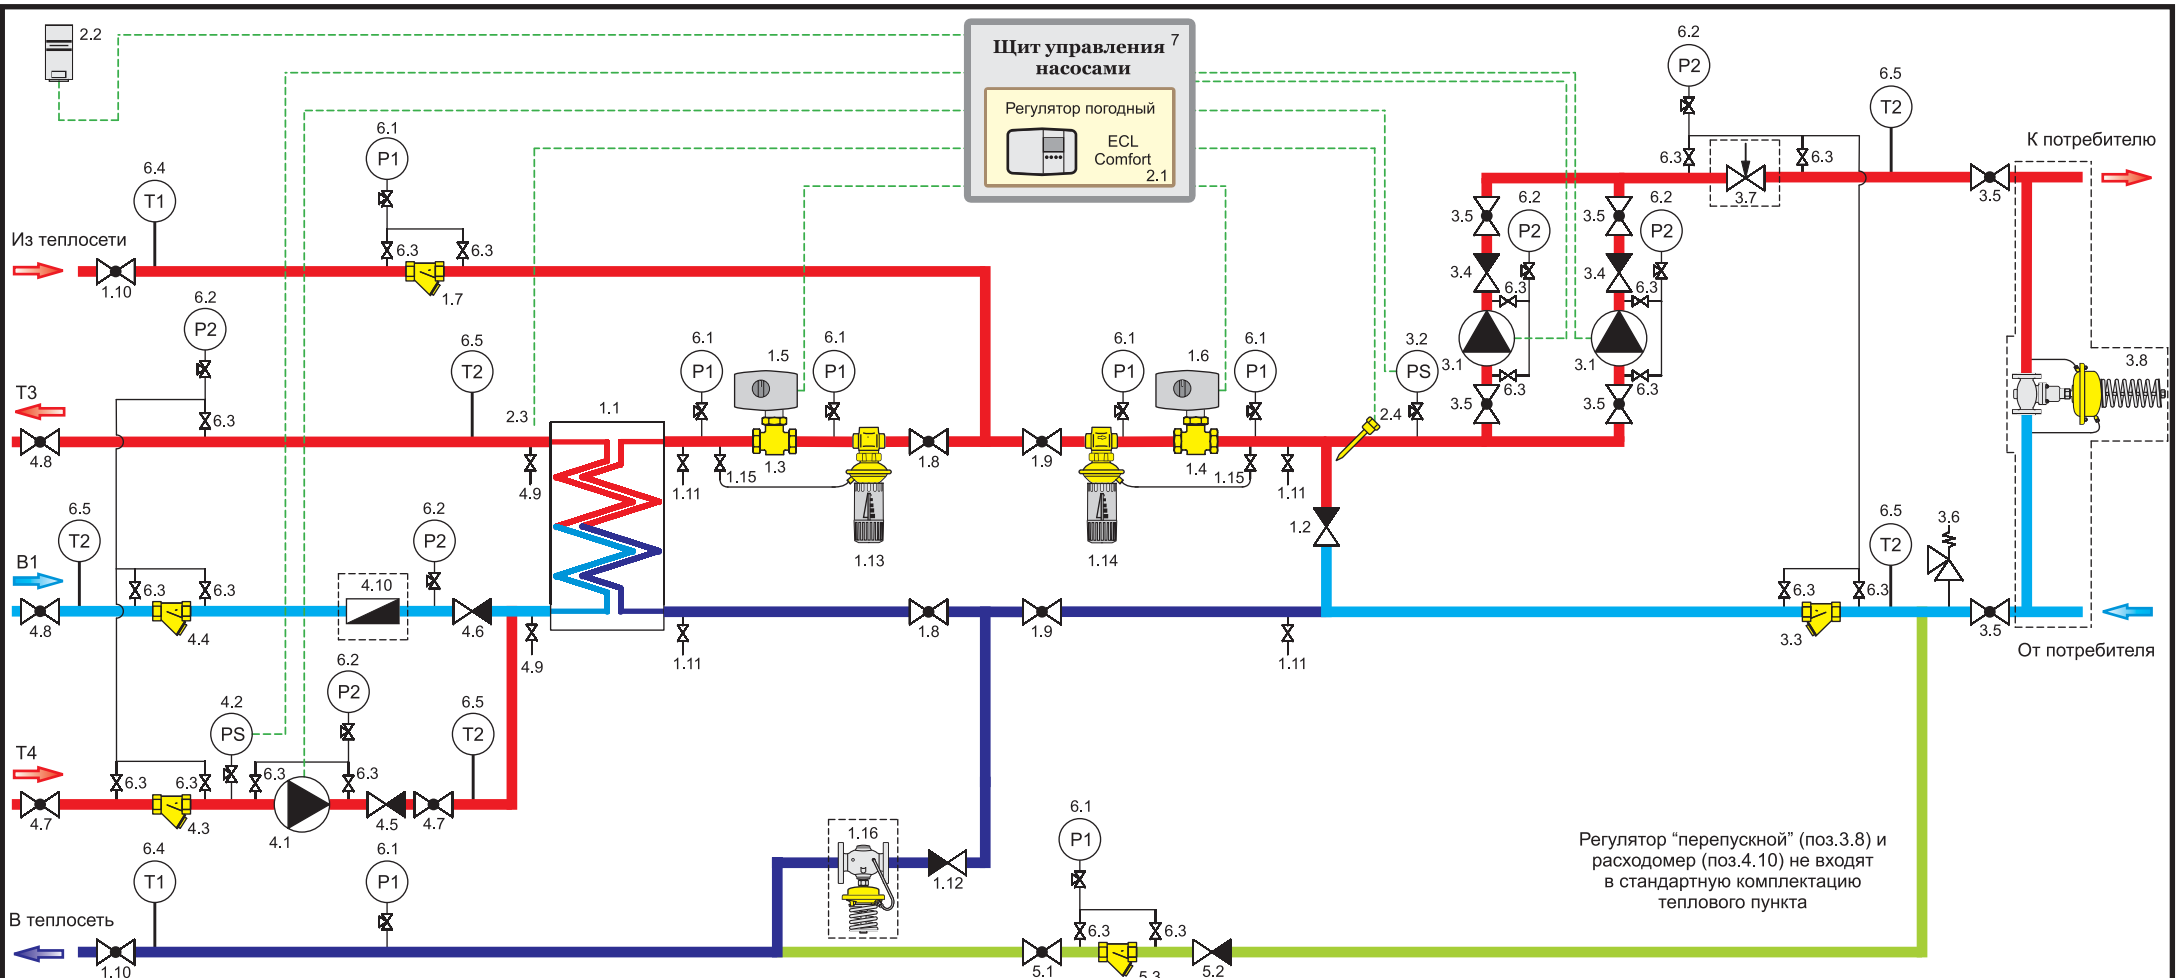 2.2
Щит управления 7
насосами
Регулятор погодный
ECL
Comfort
2.1
6.2
P2
6.5
T2
К потребителю
6.3
6.3
3.7
3.5
6.1
P1
6.4
T1
Из теплосети
6.3
6.3
1.10
1.7
3.5
6.2
P2
3.5
6.2
P2
3.4
6.3
3.4
6.3
3.1
6.3
3.1
6.3
3.5
3.5
6.2
P2
6.5
T2
T3
6.3
4.8
2.3
4.9
1.1
6.1
P1
1.5
6.1
P1
1.3
1.8
1.11
1.15
1.13
6.1
P1
1.6
6.1
P1
1.9
1.4
1.15
1.11
1.14
3.2
PS
2.4
1.2
3.8
6.5
T2
B1
6.3
6.3
4.8
4.4
4.10
6.2
P2
4.6
4.9
1.11
1.8
1.9
1.11
6.3
6.3
6.5
T2
3.6
3.3
3.5
От потребителя
4.2
PS
6.2
P2
6.5
T2
T4
6.3
6.3
6.3
6.3
4.7
4.3
4.1
4.5
4.7
6.4
T1
6.1
P1
В теплосеть
1.10
1.16
1.12
6.1
P1
6.3
6.3
5.1
5.3
5.2
Регулятор “перепускной” (поз.3.8) и
расходомер (поз.4.10) не входят
в стандартную комплектацию
теплового пункта